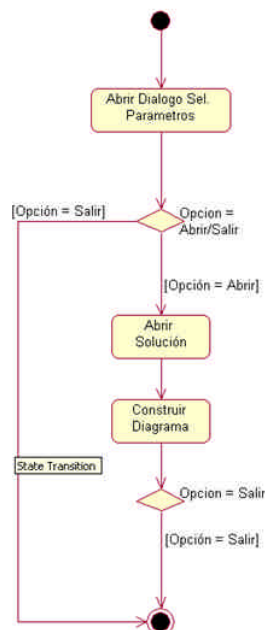 Abrir Dialogo Sel.
Parametros
[Opción = Salir]
Opcion =
Abrir/Salir
[Opción = Abrir]
Abrir
Solución
Construir
Diagrama
State Transition
Opcion = Salir
[Opción = Salir]